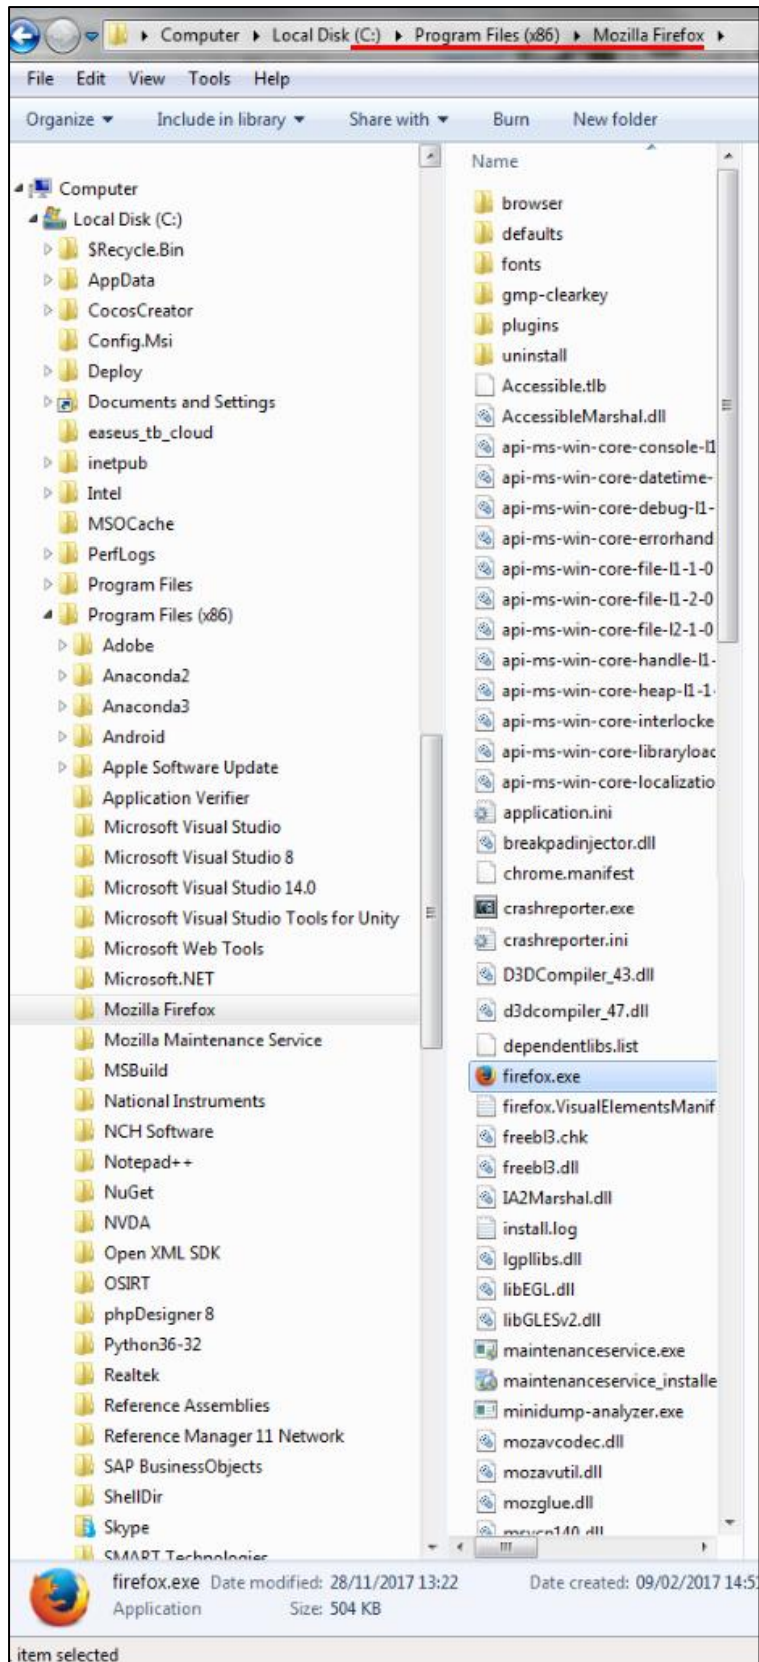 Computer Local Disk (C:) Program Files (x86) Mozilla Firefox
File Edit View Tools Help
Organize Include in library Share with Burn New folder
Computer
Local Disk (C:)
$Recycle.Bin
AppData
CocosCreator
Config.Msi
Deploy
Documents and Settings
easeus_tb_cloud
inetpub
Intel
MSOCache
PerfLogs
Program Files
Program Files (x86)
Adobe
Anaconda2
Anaconda3
Android
Apple Software Update
Application Verifier
Microsoft Visual Studio
Microsoft Visual Studio 8
Microsoft Visual Studio 14.0
Microsoft Visual Studio Tools for Unity
Microsoft Web Tools
Microsoft.NET
Mozilla Firefox
Mozilla Maintenance Service
MSBuild
National Instruments
NCH Software
Notepad++
NuGet
NVDA
Open XML SDK
OSIRT
phpDesigner 8
Python36-32
Realtek
Reference Assemblies
Reference Manager 11 Network
SAP BusinessObjects
ShellDir
Skype
SMART Technologies
Name
browser
defaults
fonts
gmp-clearkey
plugins
uninstall
Accessible.tlb
AccessibleMarshal.dll
api-ms-win-core-console-l1
api-ms-win-core-datetime-
api-ms-win-core-debug-l1-
api-ms-win-core-errorhand
api-ms-win-core-file-l1-1-0
api-ms-win-core-file-l1-2-0
api-ms-win-core-file-l2-1-0
api-ms-win-core-handle-l1-
api-ms-win-core-heap-l1-1-
api-ms-win-core-interlocke
api-ms-win-core-libraryloac
api-ms-win-core-localizatio
application.ini
breakpadinjector.dll
chrome.manifest
crashreporter.exe
crashreporter.ini
D3DCompiler_43.dll
d3dcompiler_47.dll
dependentlibs.list
firefox.exe
firefox.VisualElementsManif
freebl3.chk
freebl3.dll
IA2Marshal.dll
install.log
lgpllibs.dll
libEGL.dll
libGLESv2.dll
maintenanceservice.exe
maintenanceservice_installe
minidump-analyzer.exe
mozavcodec.dll
mozavutil.dll
mozglue.dll
msvcp140.dll
firefox.exe Date modified: 28/11/2017 13:22 Date created: 09/02/2017 14:51
Application Size: 504 KB
item selected